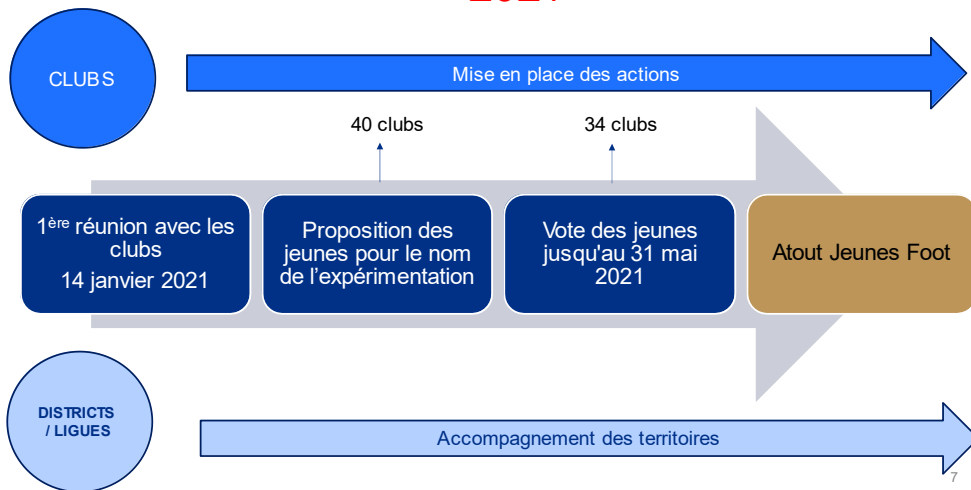 CLUBS
Mise en place des actions
40 clubs
34 clubs
1ère réunion avec les
clubs
14 janvier 2021
Proposition des
jeunes pour le nom
de l'expérimentation
Vote des jeunes
jusqu'au 31 mai
2021
Atout Jeunes Foot
DISTRICTS
/ LIGUES
Accompagnement des territoires
7